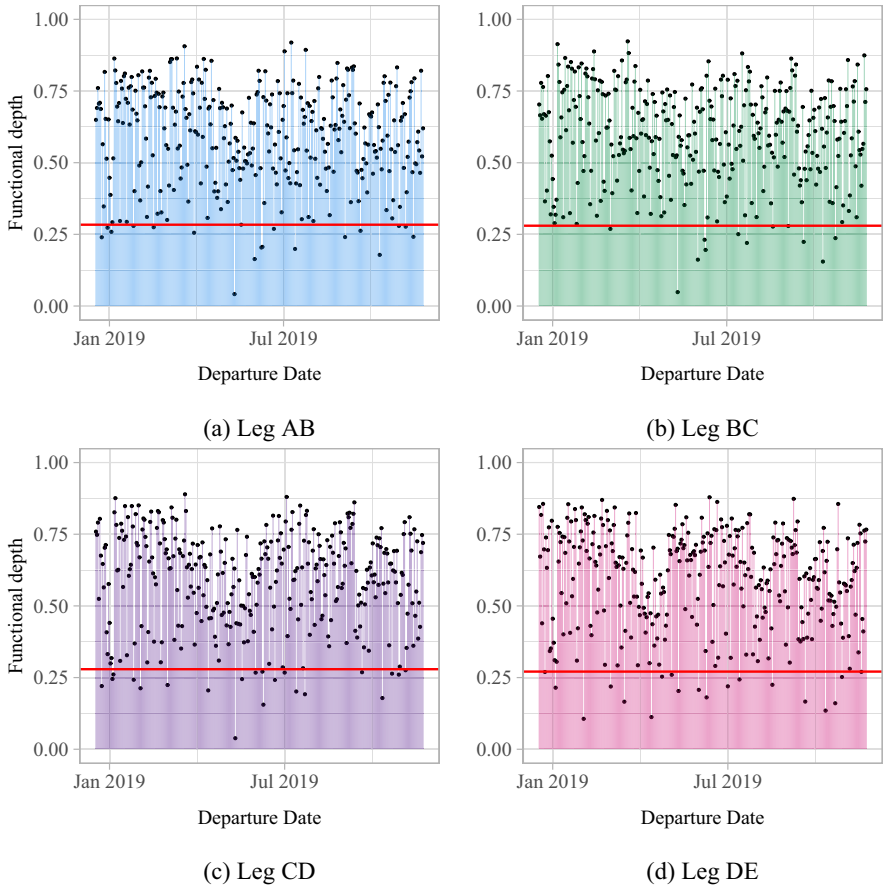 Functional depth
1.00
0.75
0.50
0.25
0.00
Jan 2019
Jul 2019
Departure Date
(a) Leg AB
1.00
0.75
0.50
0.25
0.00
Jan 2019
Jul 2019
Departure Date
(b) Leg BC
Functional depth
1.00
0.75
0.50
0.25
0.00
Jan 2019
Jul 2019
Departure Date
(c) Leg CD
1.00
0.75
0.50
0.25
0.00
Jan 2019
Jul 2019
Departure Date
(d) Leg DE